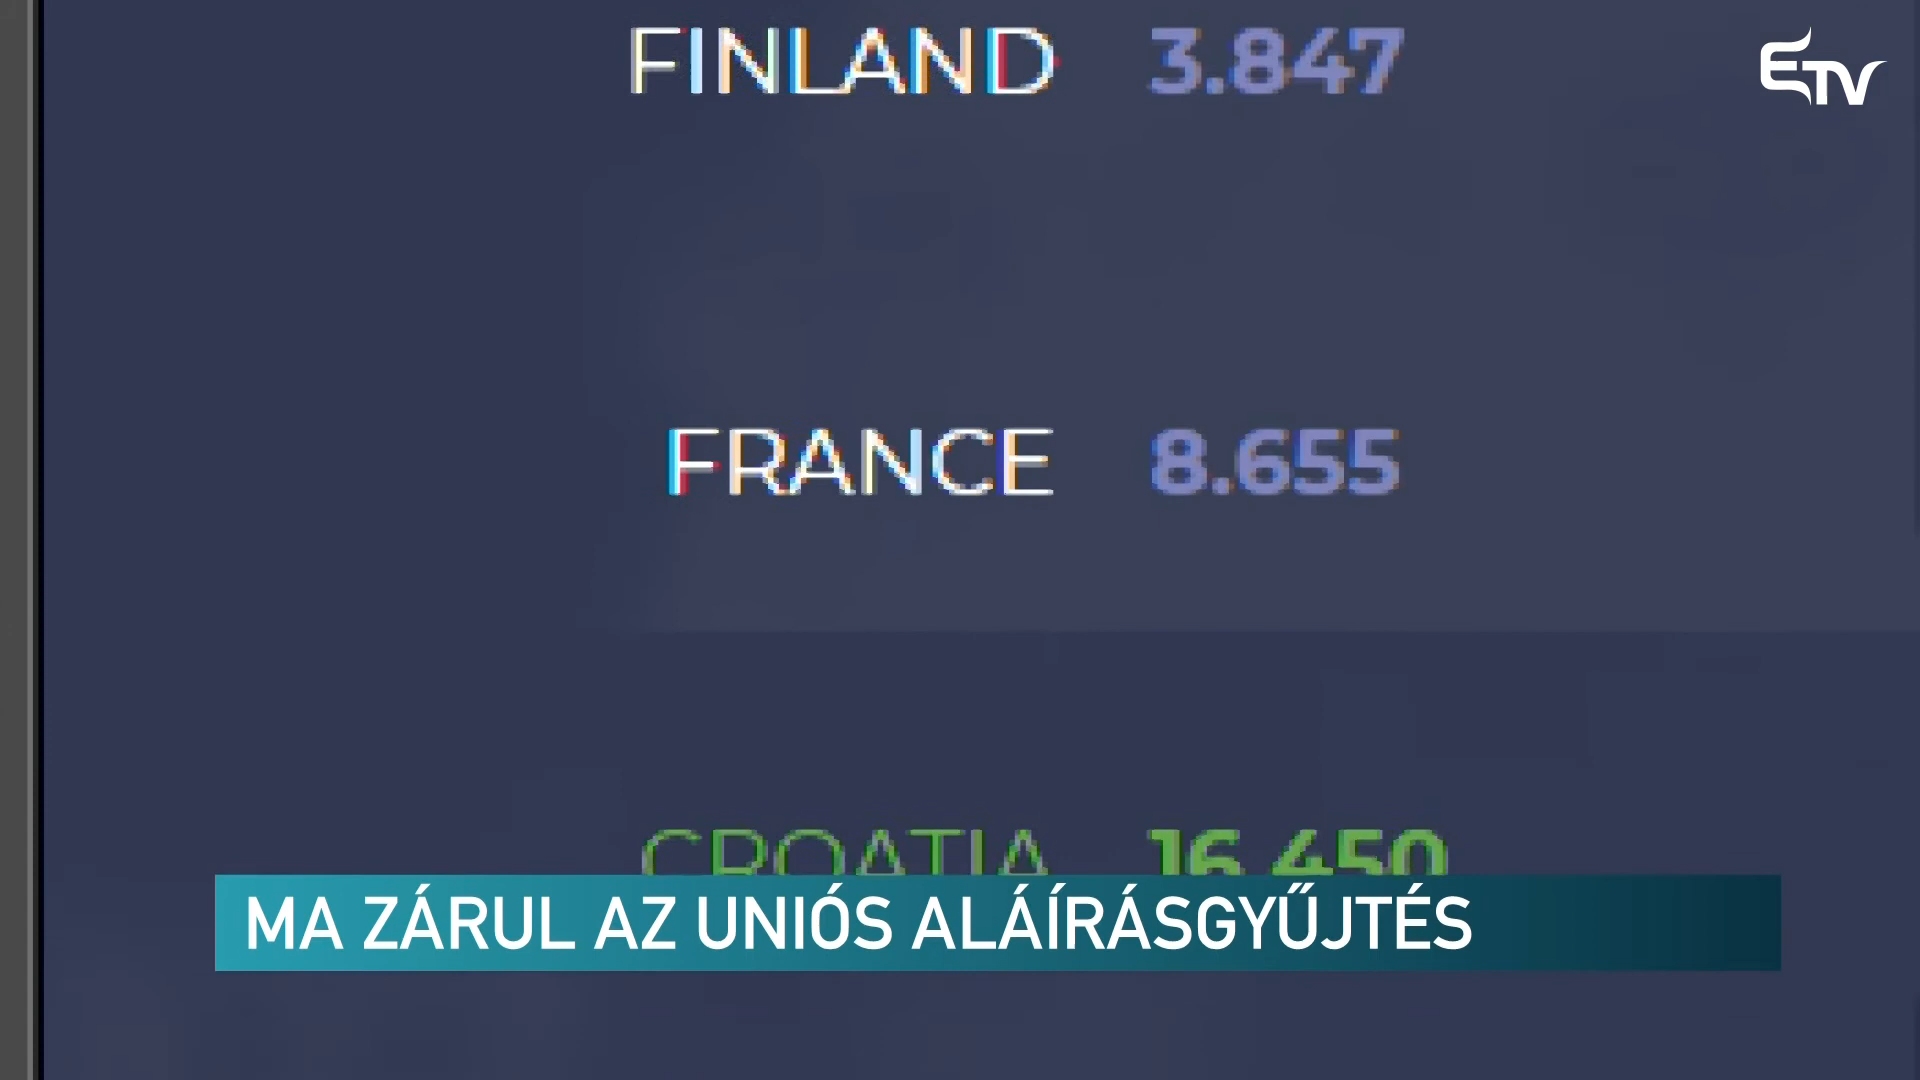 FINLAND 3.847
ETV
FRANCE 8.655
CROATIA 16.450
MA ZÁRUL AZ UNIÓS ALÁÍRÁSGYŰJTÉS